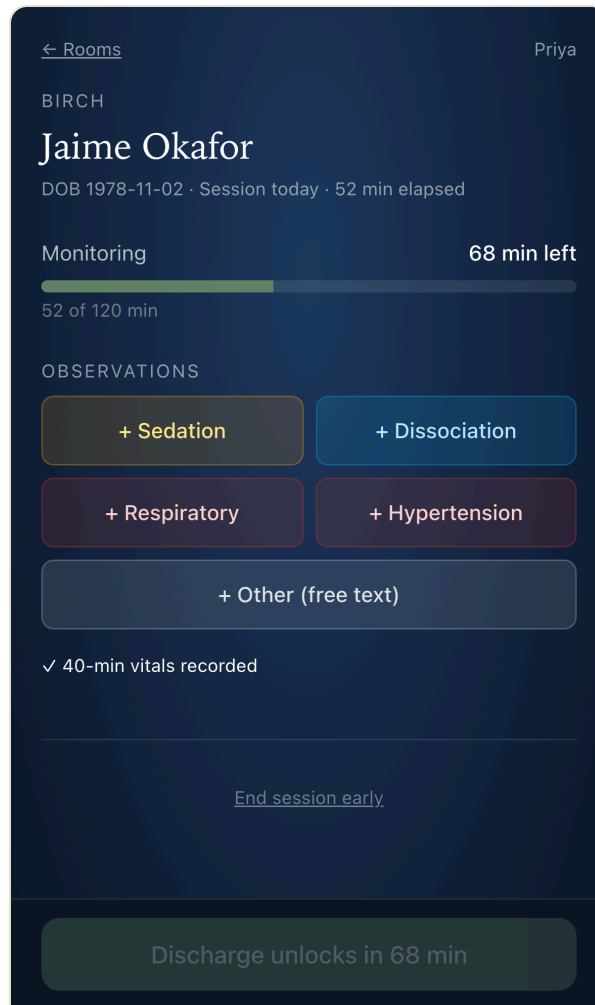 ← Rooms
Priya
BIRCH
Jaime Okafor
DOB 1978-11-02 · Session today · 52 min elapsed
Monitoring
68 min left
52 of 120 min
OBSERVATIONS
+ Sedation
+ Dissociation
+ Respiratory
+ Hypertension
+ Other (free text)
✓ 40-min vitals recorded
End session early
Discharge unlocks in 68 min